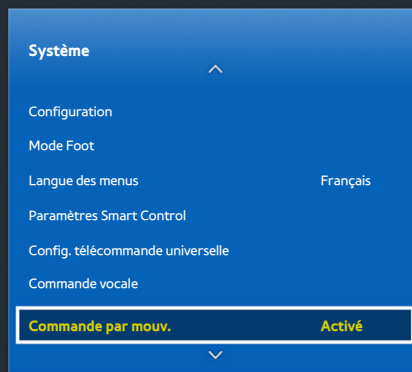 Système
Configuration
Mode Foot
Langue des menus Français
Paramètres Smart Control
Config. télécommande universelle
Commande vocale
Commande par mouv. Activé